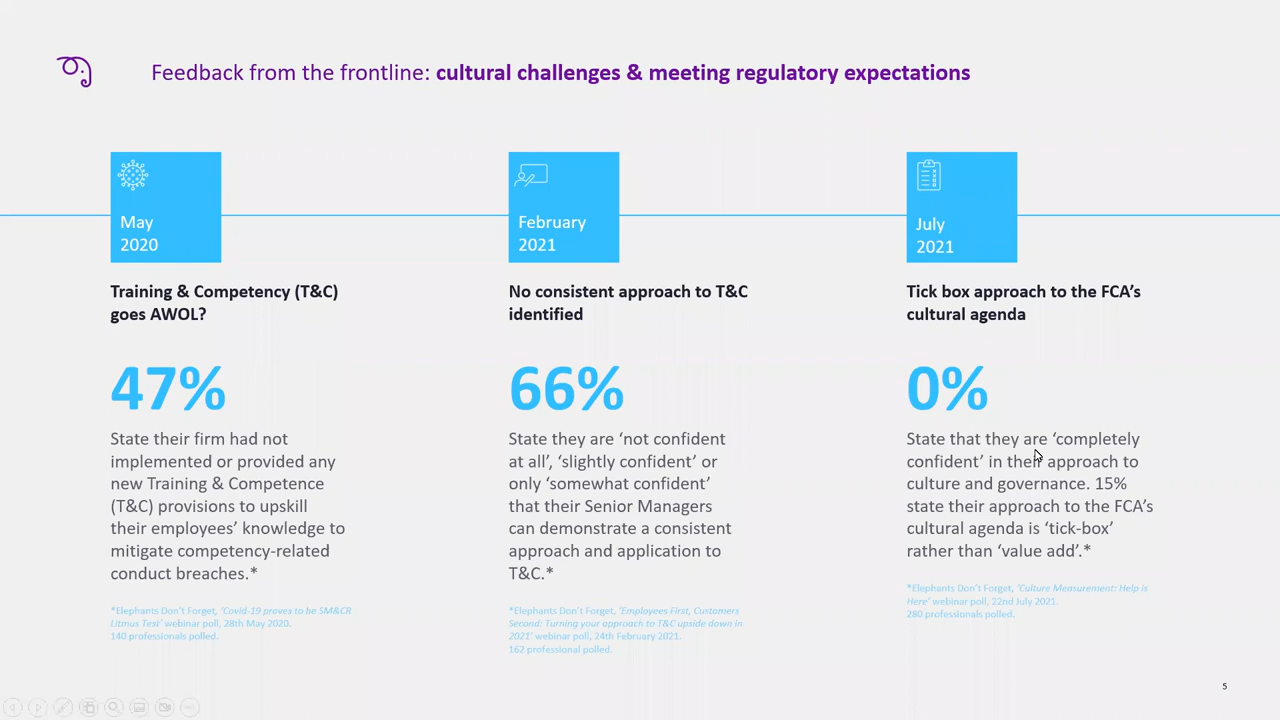 Feedback from the frontline: cultural challenges & meeting regulatory expectations
May
2020
Training & Competency (T&C)
goes AWOL?
47%
State their firm had not
implemented or provided any
new Training & Competence
(T&C) provisions to upskill
their employees’ knowledge to
mitigate competency-related
conduct breaches.*
*Elephants Don’t Forget, ‘Covid-19 proves to be SM&CR
Litmus Test’ webinar poll, 28th May 2020.
140 professionals polled.
February
2021
No consistent approach to T&C
identified
66%
State they are ‘not confident
at all’, ‘slightly confident’ or
only ‘somewhat confident’
that their Senior Managers
can demonstrate a consistent
approach and application to
T&C.*
*Elephants Don’t Forget, ‘Employees First, Customers
Second: Turning your approach to T&C upside down in
2021’ webinar poll, 24th February 2021.
162 professional polled.
July
2021
Tick box approach to the FCA’s
cultural agenda
0%
State that they are ‘completely
confident’ in their approach to
culture and governance. 15%
state their approach to the FCA’s
cultural agenda is ‘tick-box’
rather than ‘value add’.*
*Elephants Don’t Forget, ‘Culture Measurement: Help is
Here’ webinar poll, 22nd July 2021.
280 professionals polled.
5